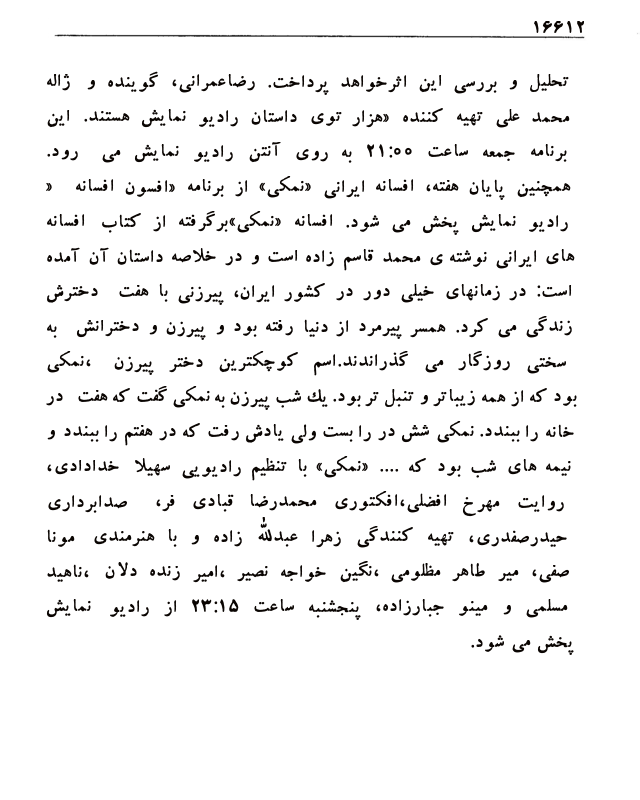 ۱۶۶۱۲
تحلیل و بررسی این اثرخواهد پرداخت. رضاعمرانی، گوینده و ژاله
محمد علی تهیه کننده «هزار توی داستان رادیو نمایش هستند. این
برنامه جمعه ساعت ۲۱:۰۰ به روی آنتن رادیو نمایش می رود.
همچنین پایان هفته، افسانه ایرانی «نمکی» از برنامه «افسون افسانه «
رادیو نمایش پخش می شود. افسانه «نمکی»برگرفته از کتاب افسانه
های ایرانی نوشته ی محمد قاسم زاده است و در خلاصه داستان آن آمده
است: در زمانهای خیلی دور در کشور ایران، پیرزنی با هفت دخترش
زندگی می کرد. همسر پیرمرد از دنیا رفته بود و پیرزن و دخترانش به
سختی روزگار می گذراندند.اسم کوچکترین دختر پیرزن ،نمکی
بود که از همه زیباتر و تنبل تر بود. یك شب پیرزن به نمکی گفت که هفت در
خانه را ببندد. نمکی شش در را بست ولی یادش رفت که در هفتم را ببندد و
نیمه های شب بود که .... «نمکی» با تنظیم رادیویی سهیلا خدادادی،
روایت مهرخ افضلی،افکتوری محمدرضا قبادی فر، صدابرداری
حیدرصفدری، تهیه کنندگی زهرا عبدالله زاده و با هنرمندی مونا
صفی، میر طاهر مظلومی ،نگین خواجه نصیر ،امیر زنده دلان ،ناهید
مسلمی و مینو جبارزاده، پنجشنبه ساعت ۲۳:۱۵ از رادیو نمایش
پخش می شود.